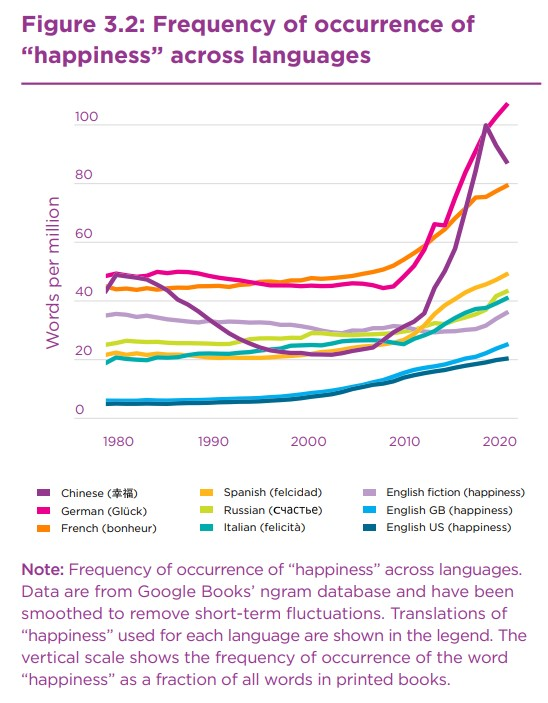 Figure 3.2: Frequency of occurrence of
“happiness” across languages
100
80
60
40
20
0
Words per million
1980 1990 2000 2010 2020
Chinese (幸福)
German (Glück)
French (bonheur)
Spanish (felicidad)
Russian (счастье)
Italian (felicità)
English fiction (happiness)
English GB (happiness)
English US (happiness)
Note: Frequency of occurrence of “happiness” across languages.
Data are from Google Books’ ngram database and have been
smoothed to remove short-term fluctuations. Translations of
“happiness” used for each language are shown in the legend. The
vertical scale shows the frequency of occurrence of the word
“happiness” as a fraction of all words in printed books.